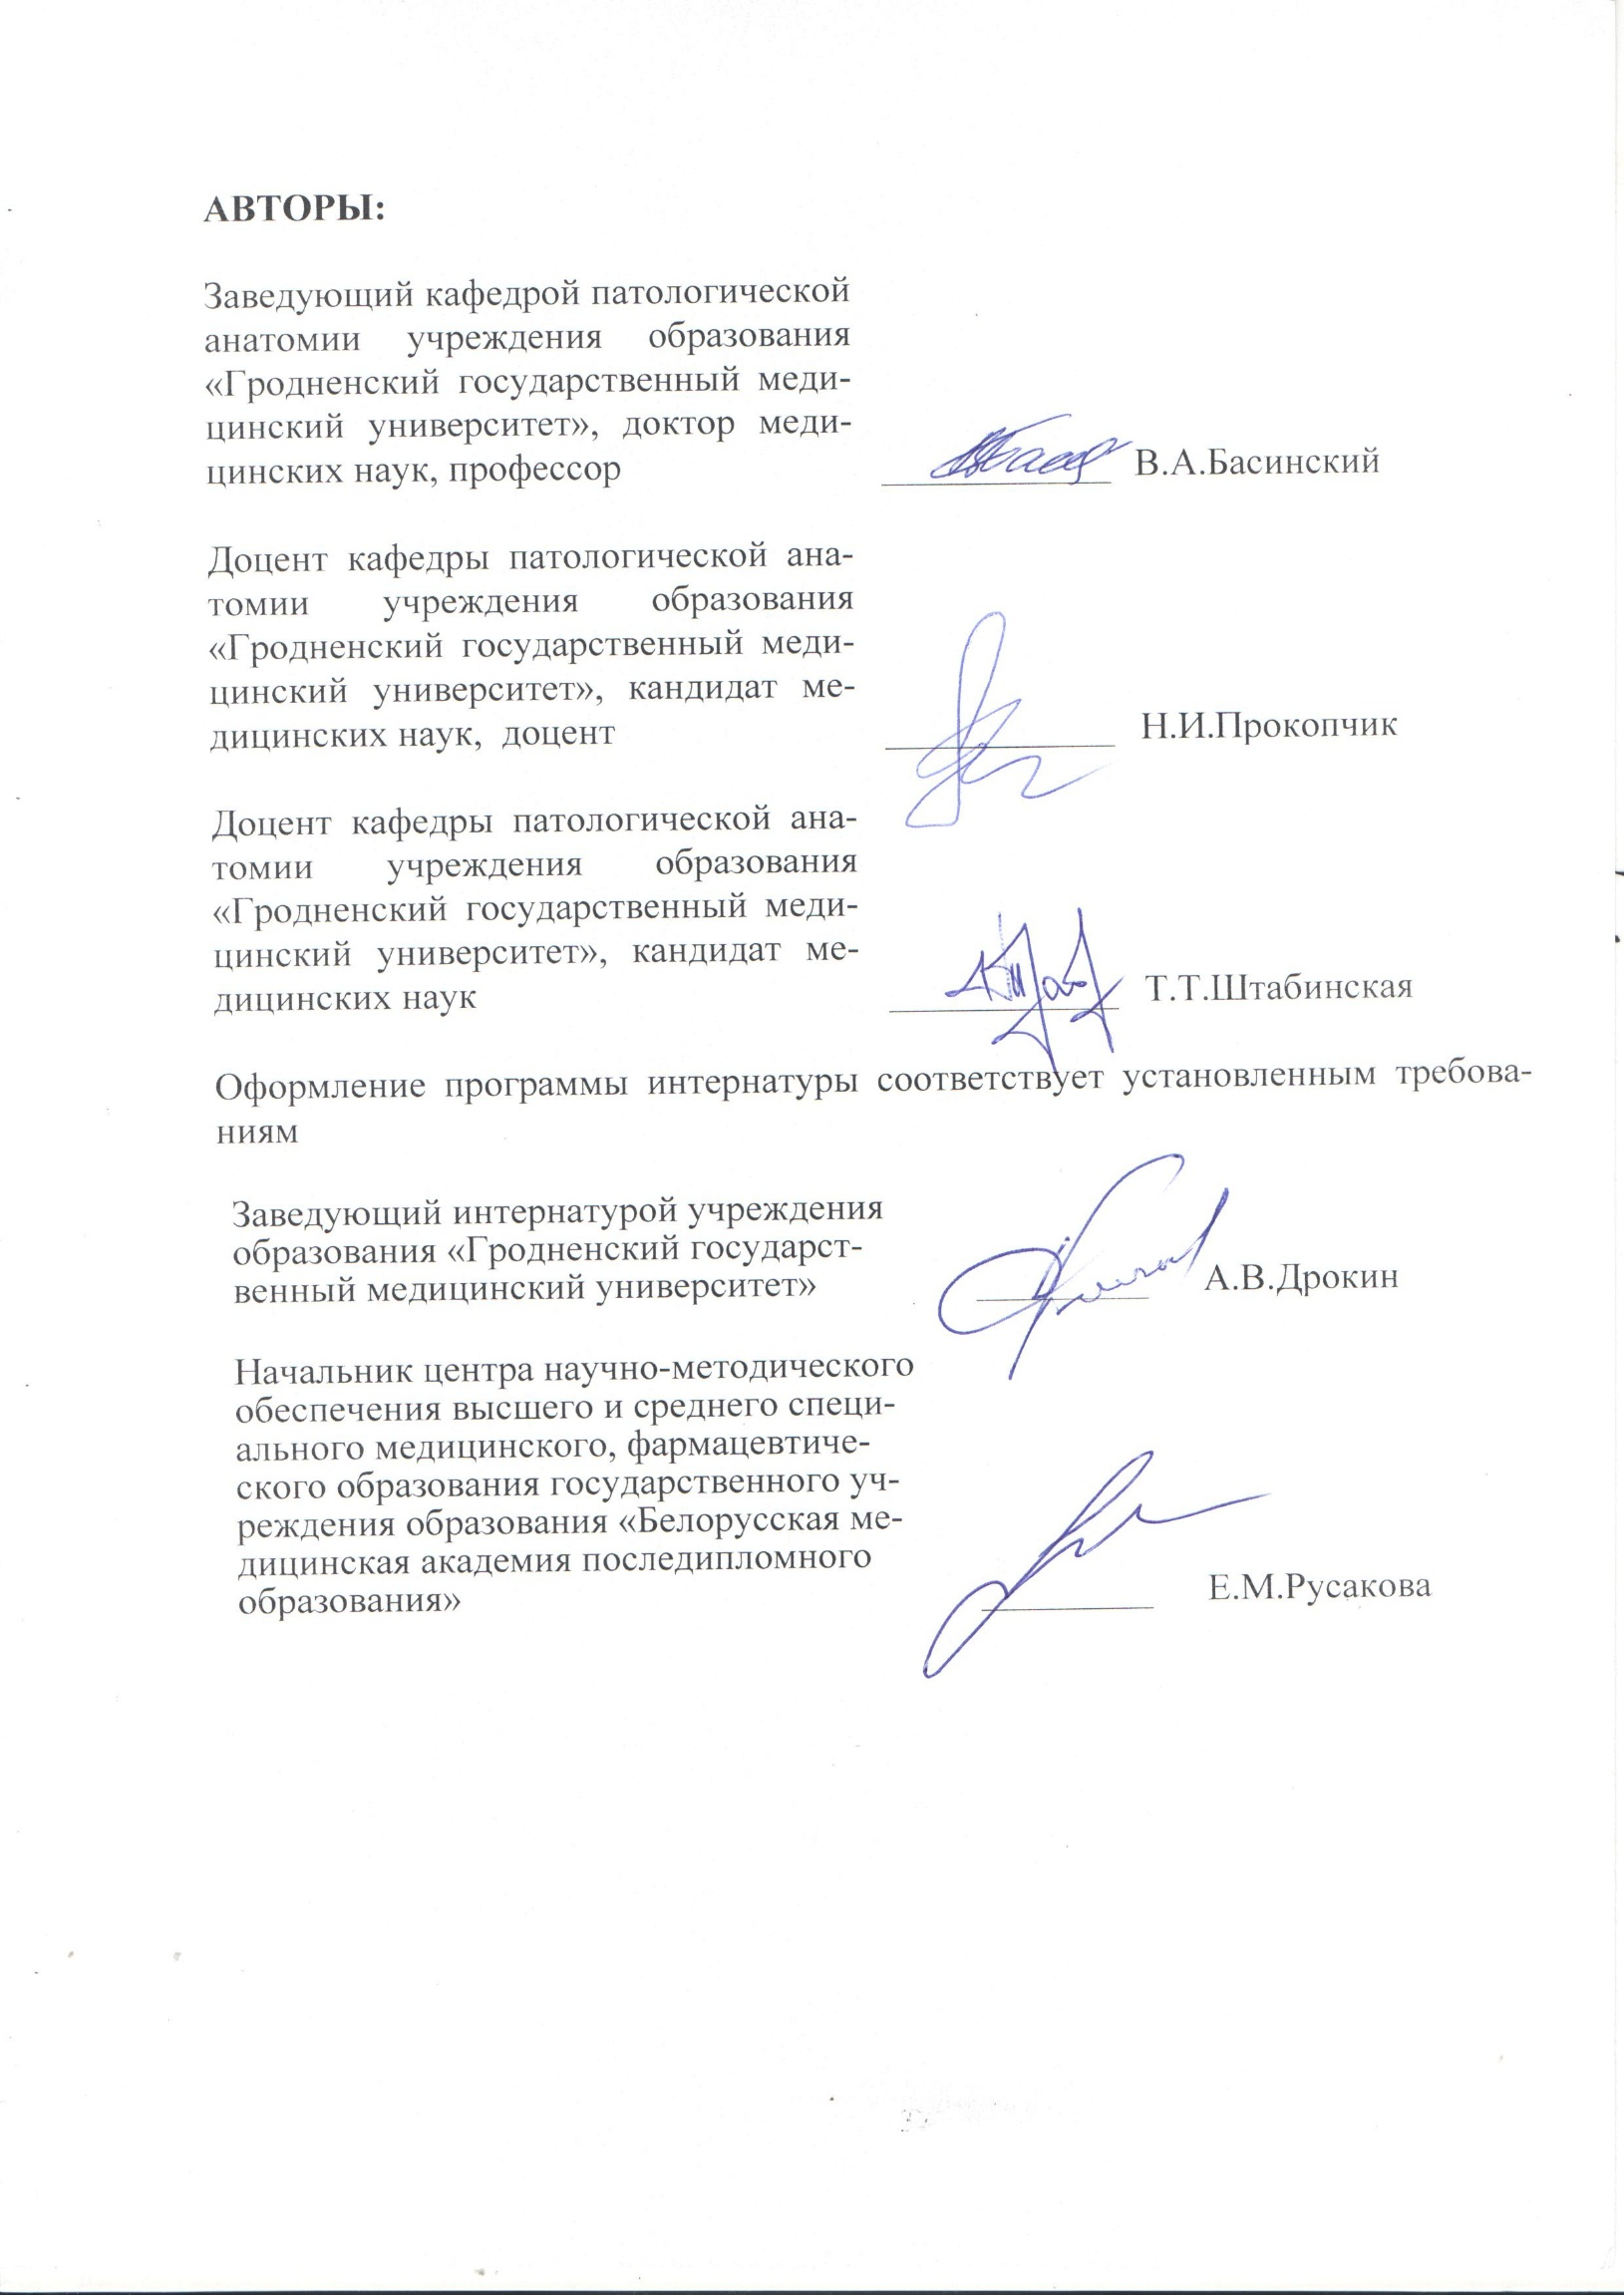 АВТОРЫ:
Заведующий кафедрой патологической
анатомии учреждения образования
«Гродненский государственный меди-
цинский университет», доктор меди-
цинских наук, профессор В.А.Басинский
Доцент кафедры патологической ана-
томии учреждения образования
«Гродненский государственный меди-
цинский университет», кандидат ме-
дицинских наук, доцент Н.И.Прокопчик
Доцент кафедры патологической ана-
томии учреждения образования
«Гродненский государственный меди-
цинский университет», кандидат ме-
дицинских наук Т.Т.Штабинская
Оформление программы интернатуры соответствует установленным требова-
ниям
Заведующий интернатурой учреждения
образования «Гродненский государст-
венный медицинский университет» А.В.Дрокин
Начальник центра научно-методического
обеспечения высшего и среднего специ-
ального медицинского, фармацевтиче-
ского образования государственного уч-
реждения образования «Белорусская ме-
дицинская академия последипломного
образования» Е.М.Русакова